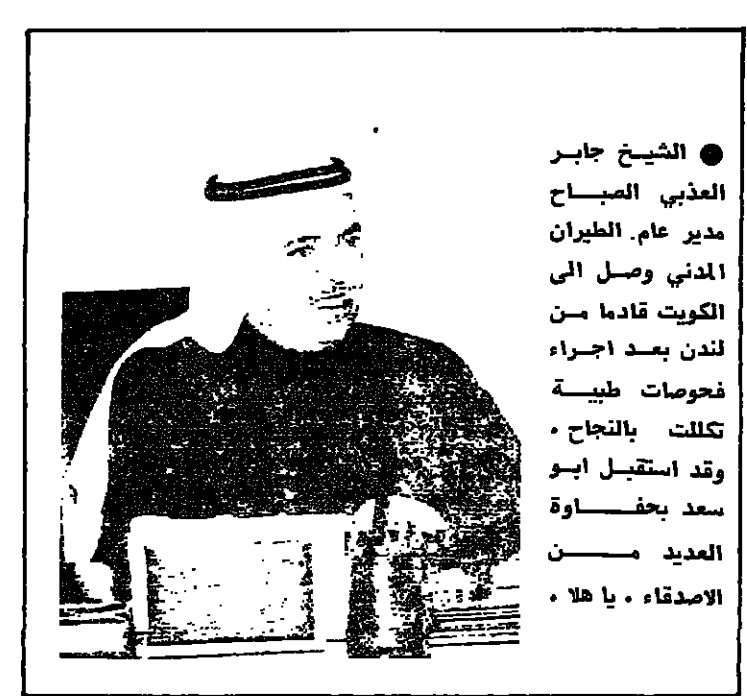 ● الشيخ جابر
العذبي الصباح
مدير عام. الطيران
المدني وصل الى
الكويت قادما من
لندن بعد اجراء
فحوصات طبية
تكللت بالنجاح .
وقد استقبل ابو
سعد بحفاوة
العديد من
الاصدقاء . يا هلا .